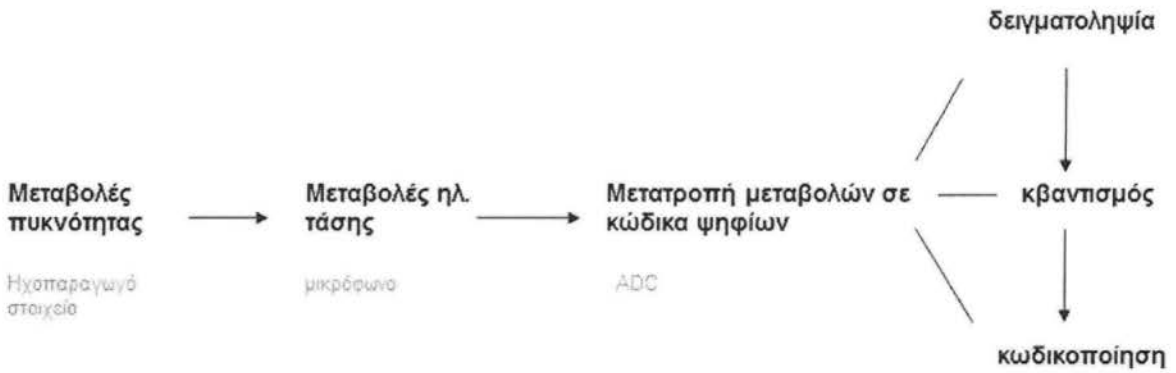 δειγματοληψία
Μεταβολές
πυκνότητας
Μεταβολές ηλ.
τάσης
Μετατροπή μεταβολών σε
κώδικα ψηφίων
κβαντισμός
Ηχοπαραγωγό
στοιχείο
μικρόφωνο
ADC
κωδικοποίηση